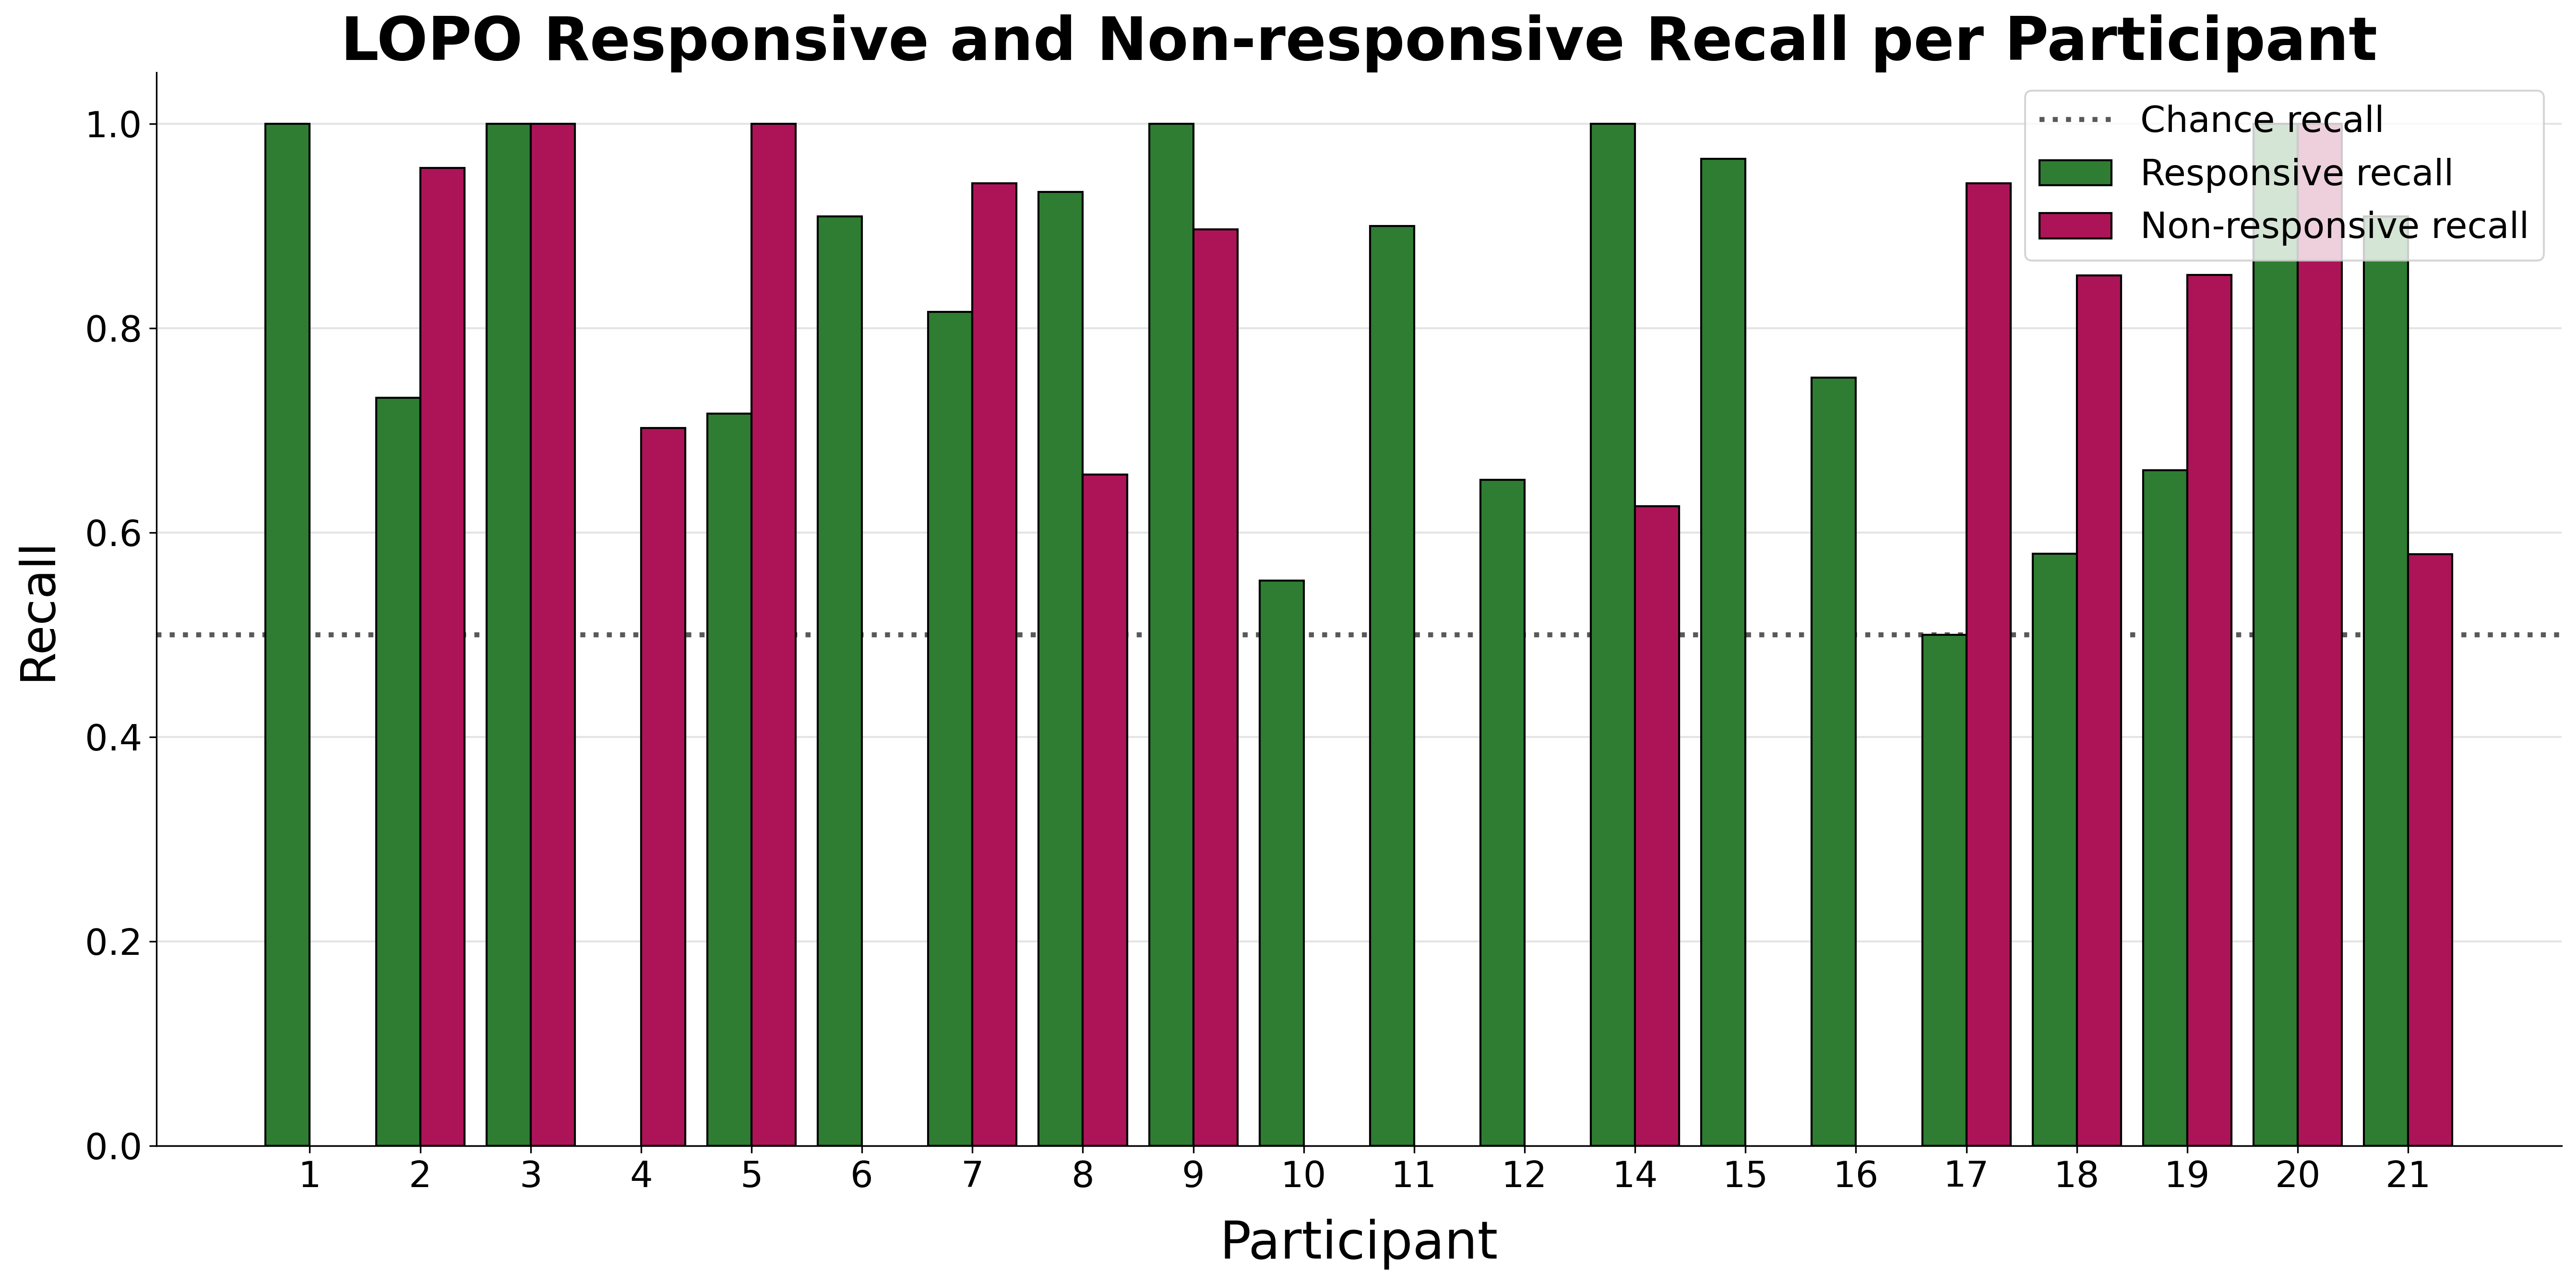 LOPO Responsive and Non-responsive Recall per Participant
Chance recall
Responsive recall
Non-responsive recall
Recall
1.0
0.8
0.6
0.4
0.2
0.0
1 2 3 4 5 6 7 8 9 10 11 12 14 15 16 17 18 19 20 21
Participant